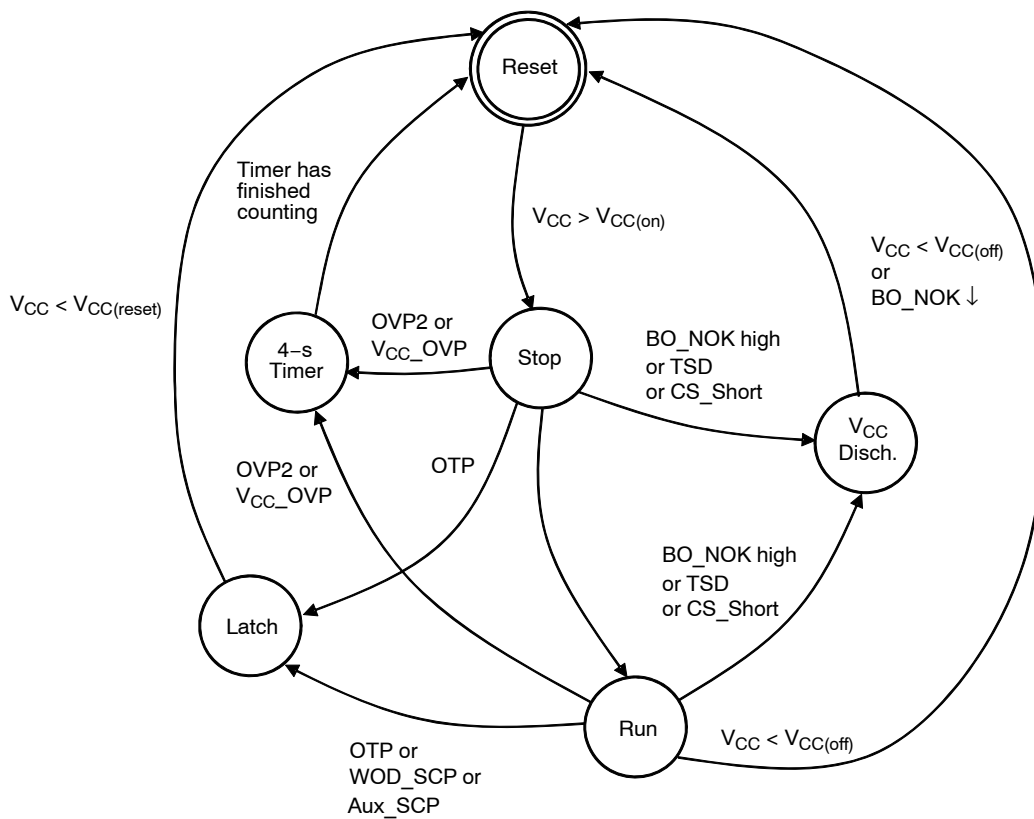 Reset
Timer has
finished
counting
V_CC > V_CC(on)
V_CC < V_CC(off)
or
BO_NOK ↓
V_CC < V_CC(reset)
4−s
Timer
OVP2 or
V_CC_OVP
Stop
BO_NOK high
or TSD
or CS_Short
V_CC
Disch.
OTP
OVP2 or
V_CC_OVP
BO_NOK high
or TSD
or CS_Short
Latch
Run
V_CC < V_CC(off)
OTP or
WOD_SCP or
Aux_SCP